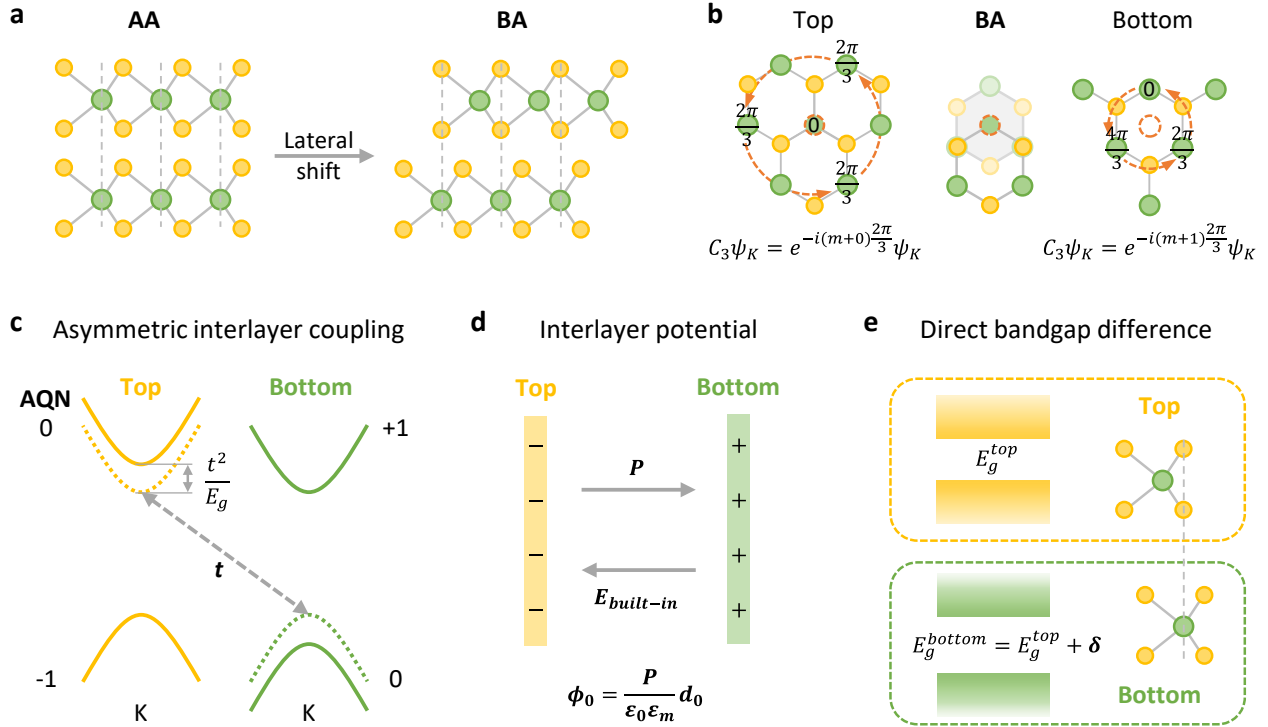 a
AA
BA
Lateral
shift
b
Top
BA
Bottom
2π/3
2π/3
0
2π/3
0
4π/3
2π/3
C₃ψ_K = e^{-i(m+0)2π/3}ψ_K
C₃ψ_K = e^{-i(m+1)2π/3}ψ_K
c Asymmetric interlayer coupling
Top
Bottom
AQN
0
+1
t²/E_g
t
-1
0
K
K
d Interlayer potential
Top
Bottom
− +
P
− +
− +
E_{built-in}
− +
ϕ₀ = P/(ε₀ε_m) d₀
e Direct bandgap difference
Top
E_g^{top}
E_g^{bottom} = E_g^{top} + δ
Bottom